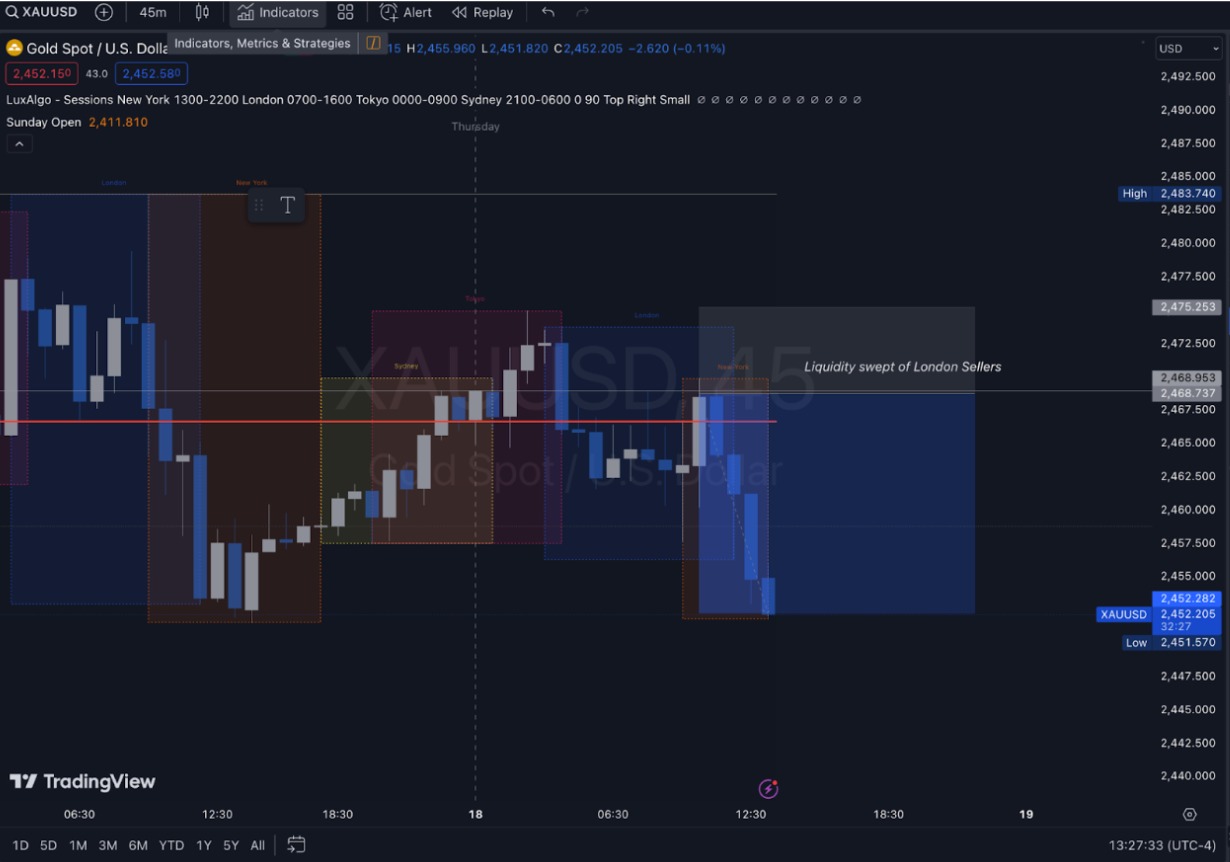 XAUUSD 45m Indicators Alert Replay
Indicators, Metrics & Strategies
Gold Spot / U.S. Dolla 15 H2,455.960 L2,451.820 C2,452.205 −2.620 (−0.11%)
USD
2,452.150 43.0 2,452.580
LuxAlgo - Sessions New York 1300-2200 London 0700-1600 Tokyo 0000-0900 Sydney 2100-0600 0 90 Top Right Small ∅ ∅ ∅ ∅ ∅ ∅ ∅ ∅ ∅ ∅ ∅ ∅
Sunday Open 2,411.810
Thursday
London
New York
T
Tokyo
London
Sydney
New York
Liquidity swept of London Sellers
XAUUSD, 45
Gold Spot / U.S. Dollar
2,492.500
2,490.000
2,487.500
2,485.000
High 2,483.740
2,482.500
2,480.000
2,477.500
2,475.253
2,472.500
2,468.953
2,468.737
2,467.500
2,465.000
2,462.500
2,460.000
2,457.500
2,455.000
2,452.282
XAUUSD 2,452.205
32:27
Low 2,451.570
2,447.500
2,445.000
2,442.500
2,440.000
TradingView
06:30 12:30 18:30 18 06:30 12:30 18:30 19
1D 5D 1M 3M 6M YTD 1Y 5Y All
13:27:33 (UTC-4)